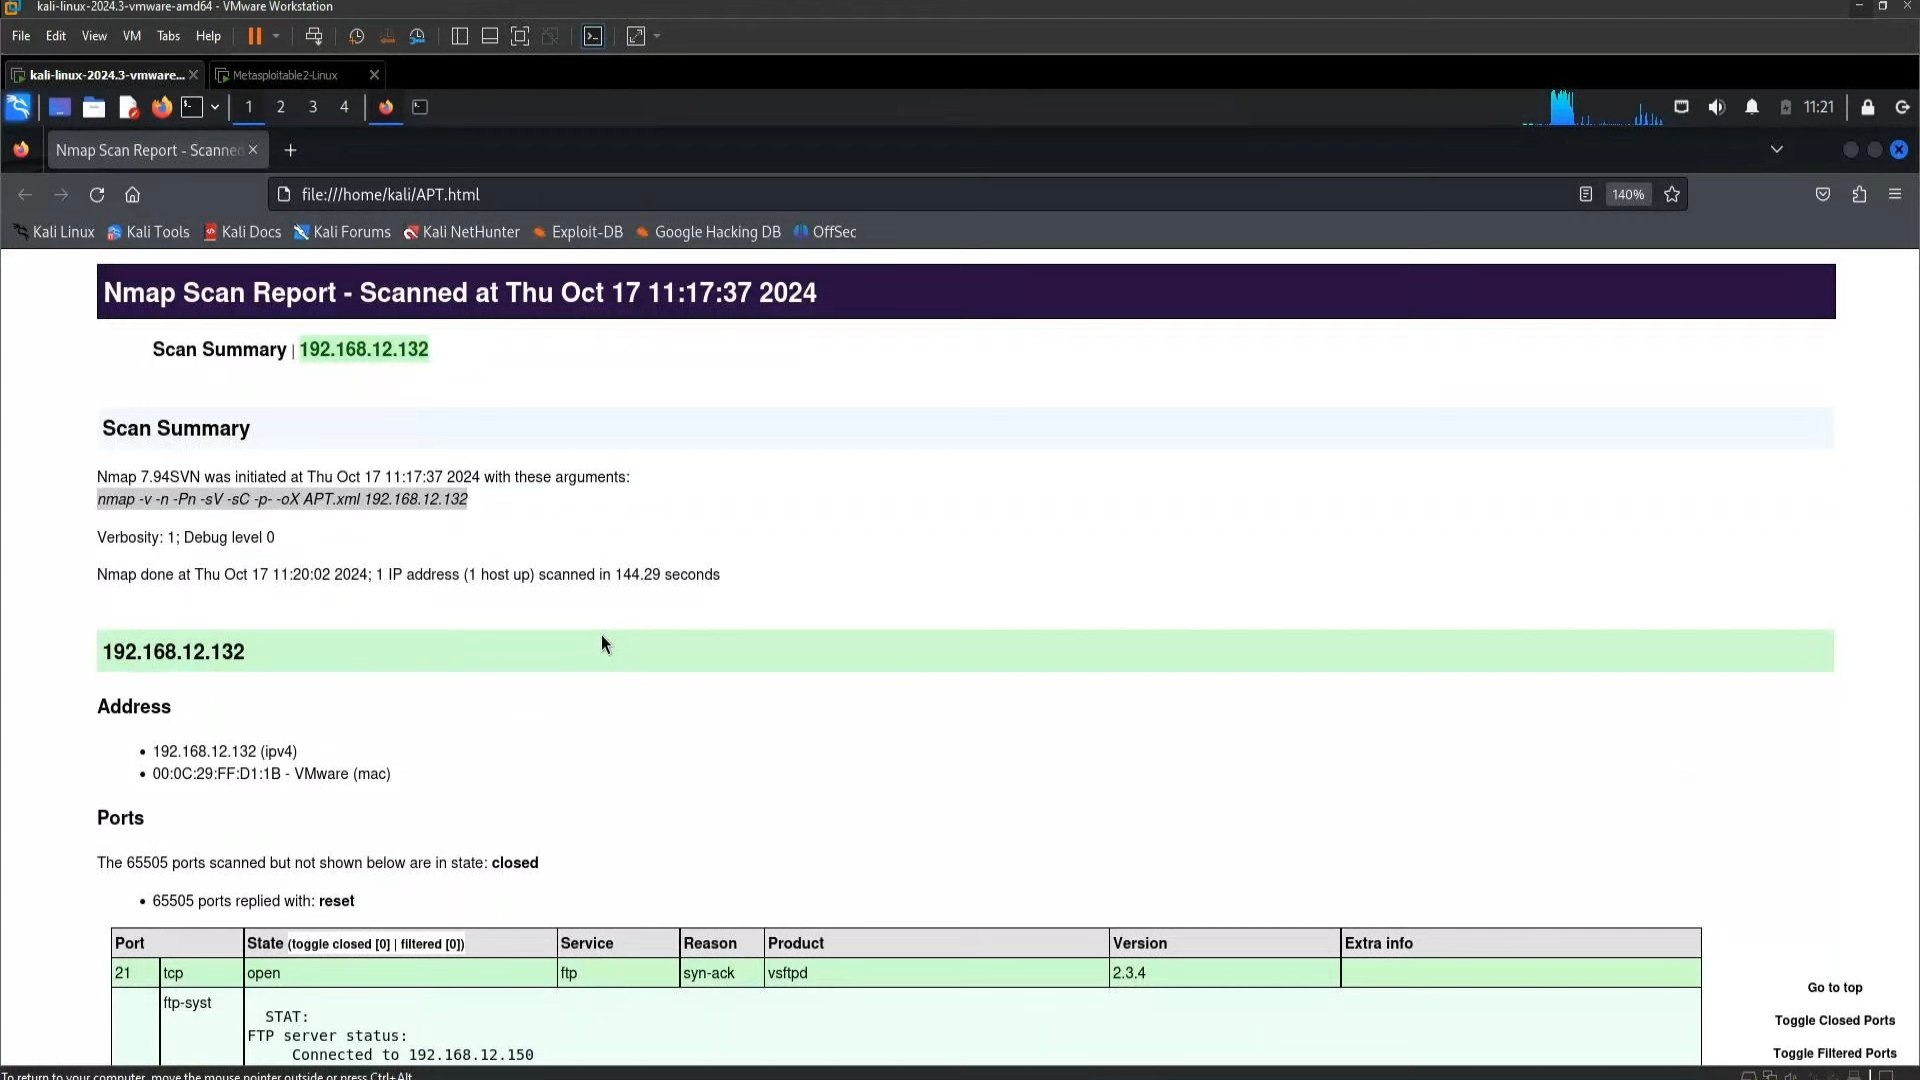 kali-linux-2024.3-vmware-amd64 - VMware Workstation
File Edit View VM Tabs Help
kali-linux-2024.3-vmware... Metasploitable2-Linux
1 2 3 4 11:21
Nmap Scan Report - Scanned
file:///home/kali/APT.html 140%
Kali Linux Kali Tools Kali Docs Kali Forums Kali NetHunter Exploit-DB Google Hacking DB OffSec
Nmap Scan Report - Scanned at Thu Oct 17 11:17:37 2024
Scan Summary | 192.168.12.132
Scan Summary
Nmap 7.94SVN was initiated at Thu Oct 17 11:17:37 2024 with these arguments:
nmap -v -n -Pn -sV -sC -p- -oX APT.xml 192.168.12.132
Verbosity: 1; Debug level 0
Nmap done at Thu Oct 17 11:20:02 2024; 1 IP address (1 host up) scanned in 144.29 seconds
192.168.12.132
Address
• 192.168.12.132 (ipv4)
• 00:0C:29:FF:D1:1B - VMware (mac)
Ports
The 65505 ports scanned but not shown below are in state: closed
• 65505 ports replied with: reset
Port State (toggle closed [0] | filtered [0]) Service Reason Product Version Extra info
21 tcp open ftp syn-ack vsftpd 2.3.4
ftp-syst
STAT:
FTP server status:
Connected to 192.168.12.150
Go to top
Toggle Closed Ports
Toggle Filtered Ports
To return to your computer, move the mouse pointer outside or press Ctrl+Alt.